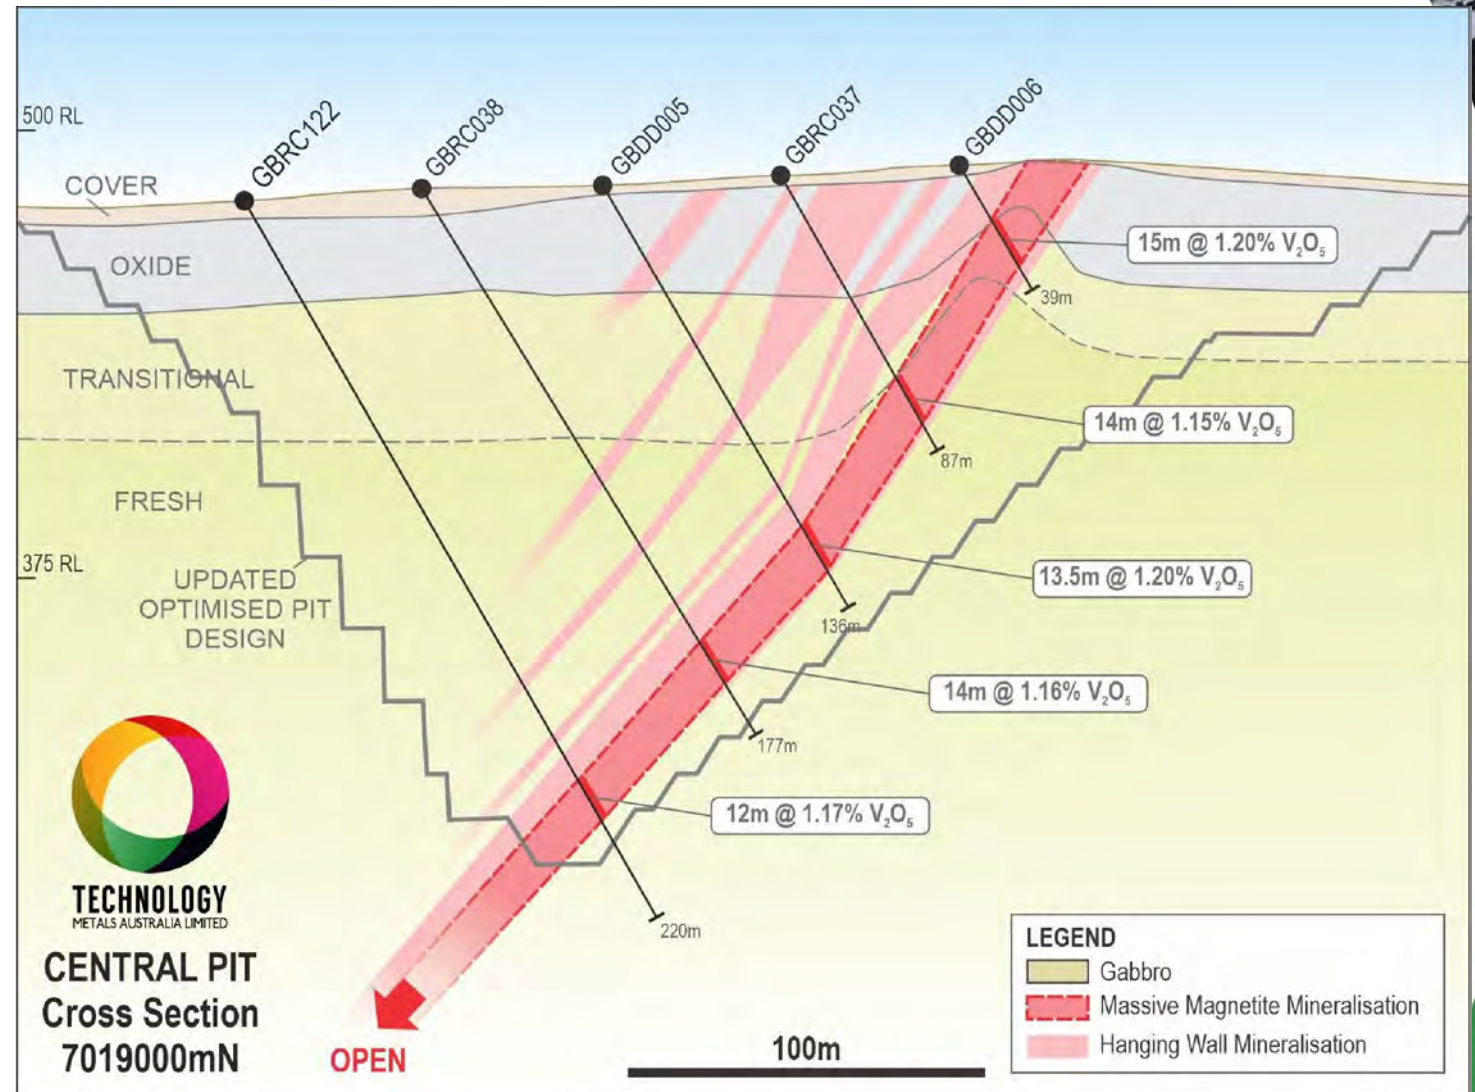 500 RL
GBRC122
GBRC038
GBDD005
GBRC037
GBDD006
COVER
OXIDE
15m @ 1.20% V₂O₅
39m
TRANSITIONAL
14m @ 1.15% V₂O₅
87m
FRESH
375 RL
UPDATED
OPTIMISED PIT
DESIGN
13.5m @ 1.20% V₂O₅
136m
14m @ 1.16% V₂O₅
177m
12m @ 1.17% V₂O₅
220m
TECHNOLOGY
METALS AUSTRALIA LIMITED
CENTRAL PIT
Cross Section
7019000mN
OPEN
100m
LEGEND
Gabbro
Massive Magnetite Mineralisation
Hanging Wall Mineralisation